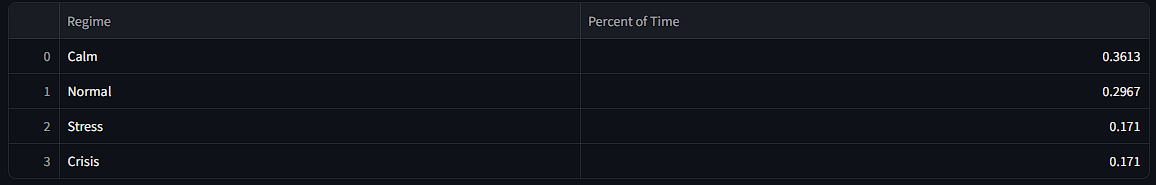 Regime Percent of Time
0 Calm 0.3613
1 Normal 0.2967
2 Stress 0.171
3 Crisis 0.171